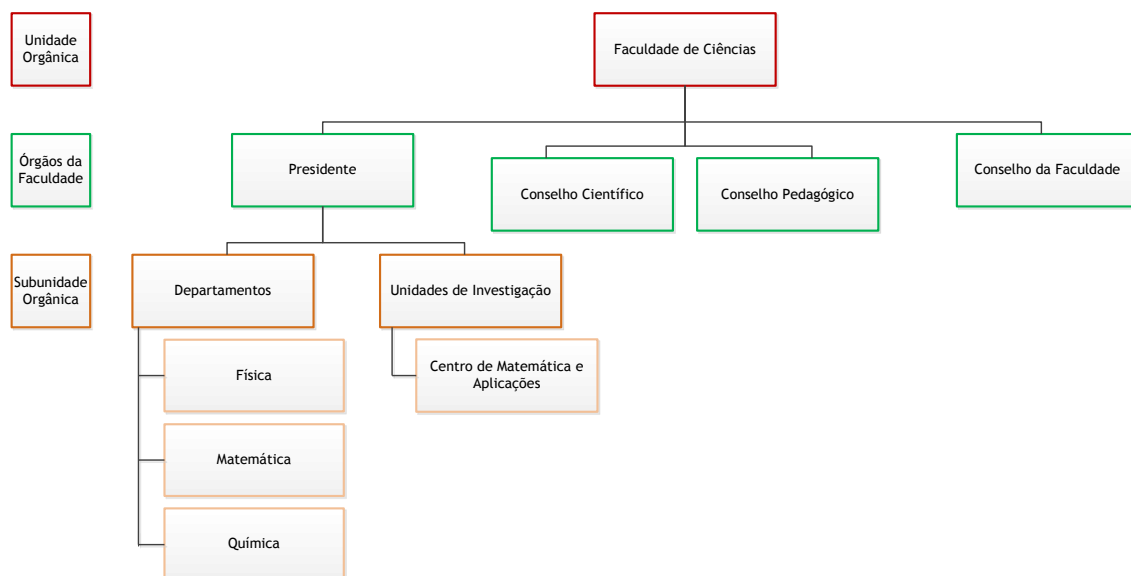 Unidade
Orgânica
Faculdade de Ciências
Órgãos da
Faculdade
Presidente
Conselho Científico
Conselho Pedagógico
Conselho da Faculdade
Subunidade
Orgânica
Departamentos
Unidades de Investigação
Física
Centro de Matemática e
Aplicações
Matemática
Química